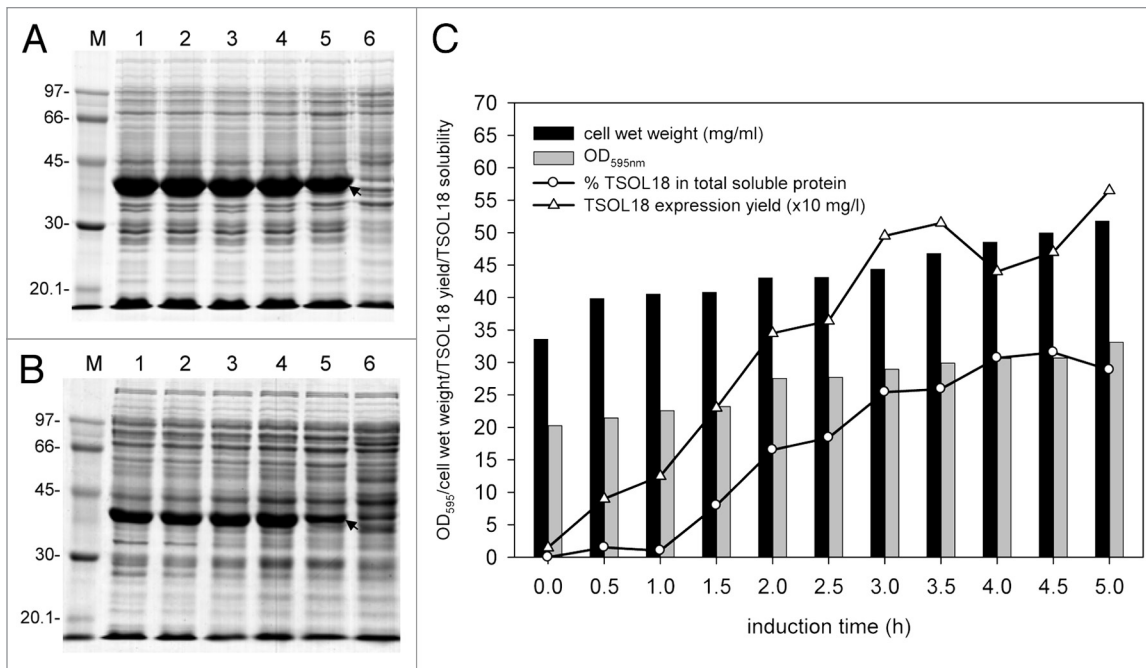 A
M 1 2 3 4 5 6
97-
66-
45-
30-
20.1-
B
M 1 2 3 4 5 6
97-
66-
45-
30-
20.1-
C
OD595/cell wet weight/TSOL18 yield/TSOL18 solubility
70
65
60
55
50
45
40
35
30
25
20
15
10
5
0
cell wet weight (mg/ml)
OD595nm
% TSOL18 in total soluble protein
TSOL18 expression yield (x10 mg/l)
0.0 0.5 1.0 1.5 2.0 2.5 3.0 3.5 4.0 4.5 5.0
induction time (h)